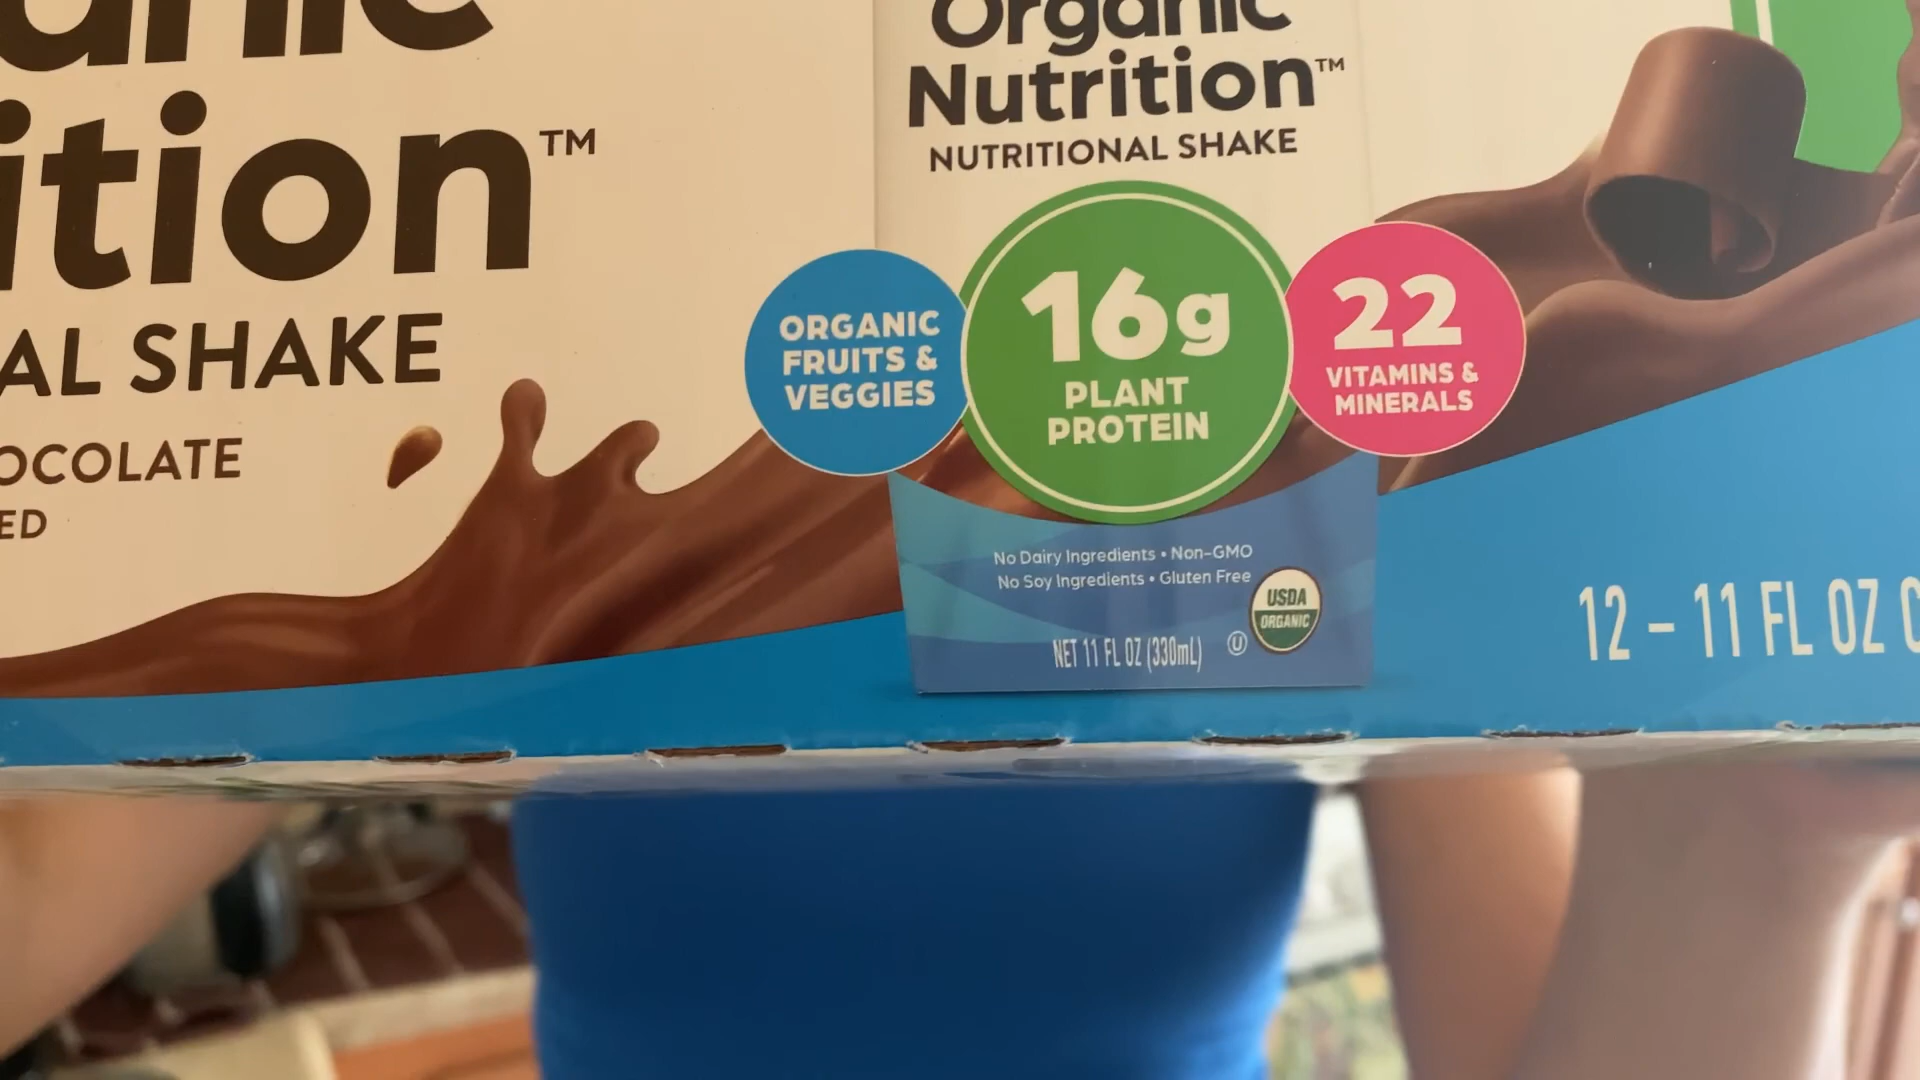 Organic
Nutrition™
NUTRITIONAL SHAKE
ition™
AL SHAKE
OCOLATE
ED
ORGANIC
FRUITS &
VEGGIES
16g
PLANT
PROTEIN
22
VITAMINS &
MINERALS
No Dairy Ingredients • Non-GMO
No Soy Ingredients • Gluten Free
USDA
ORGANIC
NET 11 FL OZ (330mL)
U
12 – 11 FL OZ